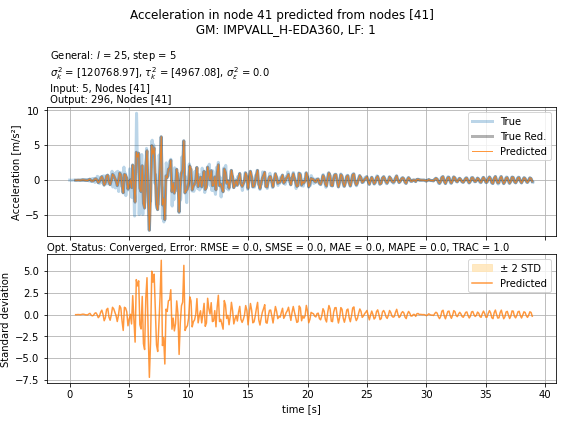 Acceleration in node 41 predicted from nodes [41]
GM: IMPVALL_H-EDA360, LF: 1
General: l = 25, step = 5
σ²ₖ = [120768.97], τ²ₖ = [4967.08], σ²ₑ = 0.0
Input: 5, Nodes [41]
Output: 296, Nodes [41]
10
5
0
−5
Acceleration [m/s²]
True
True Red.
Predicted
Opt. Status: Converged, Error: RMSE = 0.0, SMSE = 0.0, MAE = 0.0, MAPE = 0.0, TRAC = 1.0
5.0
2.5
0.0
−2.5
−5.0
−7.5
Standard deviation
± 2 STD
Predicted
0 5 10 15 20 25 30 35 40
time [s]